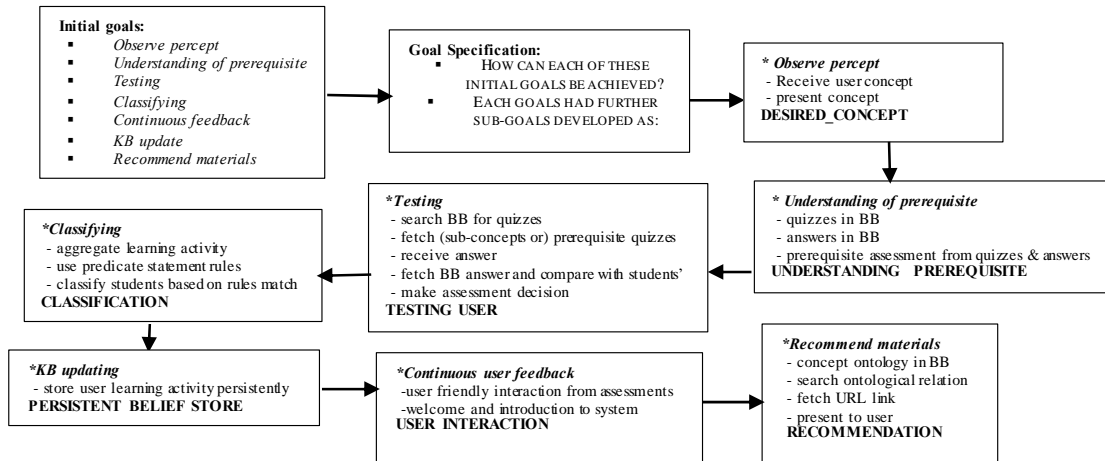 Initial goals:
▪ Observe percept
▪ Understanding of prerequisite
▪ Testing
▪ Classifying
▪ Continuous feedback
▪ KB update
▪ Recommend materials
Goal Specification:
▪ HOW CAN EACH OF THESE
INITIAL GOALS BE ACHIEVED?
▪ EACH GOALS HAD FURTHER
SUB-GOALS DEVELOPED AS:
* Observe percept
- Receive user concept
- present concept
DESIRED_CONCEPT
* Understanding of prerequisite
- quizzes in BB
- answers in BB
- prerequisite assessment from quizzes & answers
UNDERSTANDING PREREQUISITE
*Testing
- search BB for quizzes
- fetch (sub-concepts or) prerequisite quizzes
- receive answer
- fetch BB answer and compare with students'
- make assessment decision
TESTING USER
*Classifying
- aggregate learning activity
- use predicate statement rules
- classify students based on rules match
CLASSIFICATION
*KB updating
- store user learning activity persistently
PERSISTENT BELIEF STORE
*Continuous user feedback
-user friendly interaction from assessments
-welcome and introduction to system
USER INTERACTION
*Recommend materials
- concept ontology in BB
- search ontological relation
- fetch URL link
- present to user
RECOMMENDATION